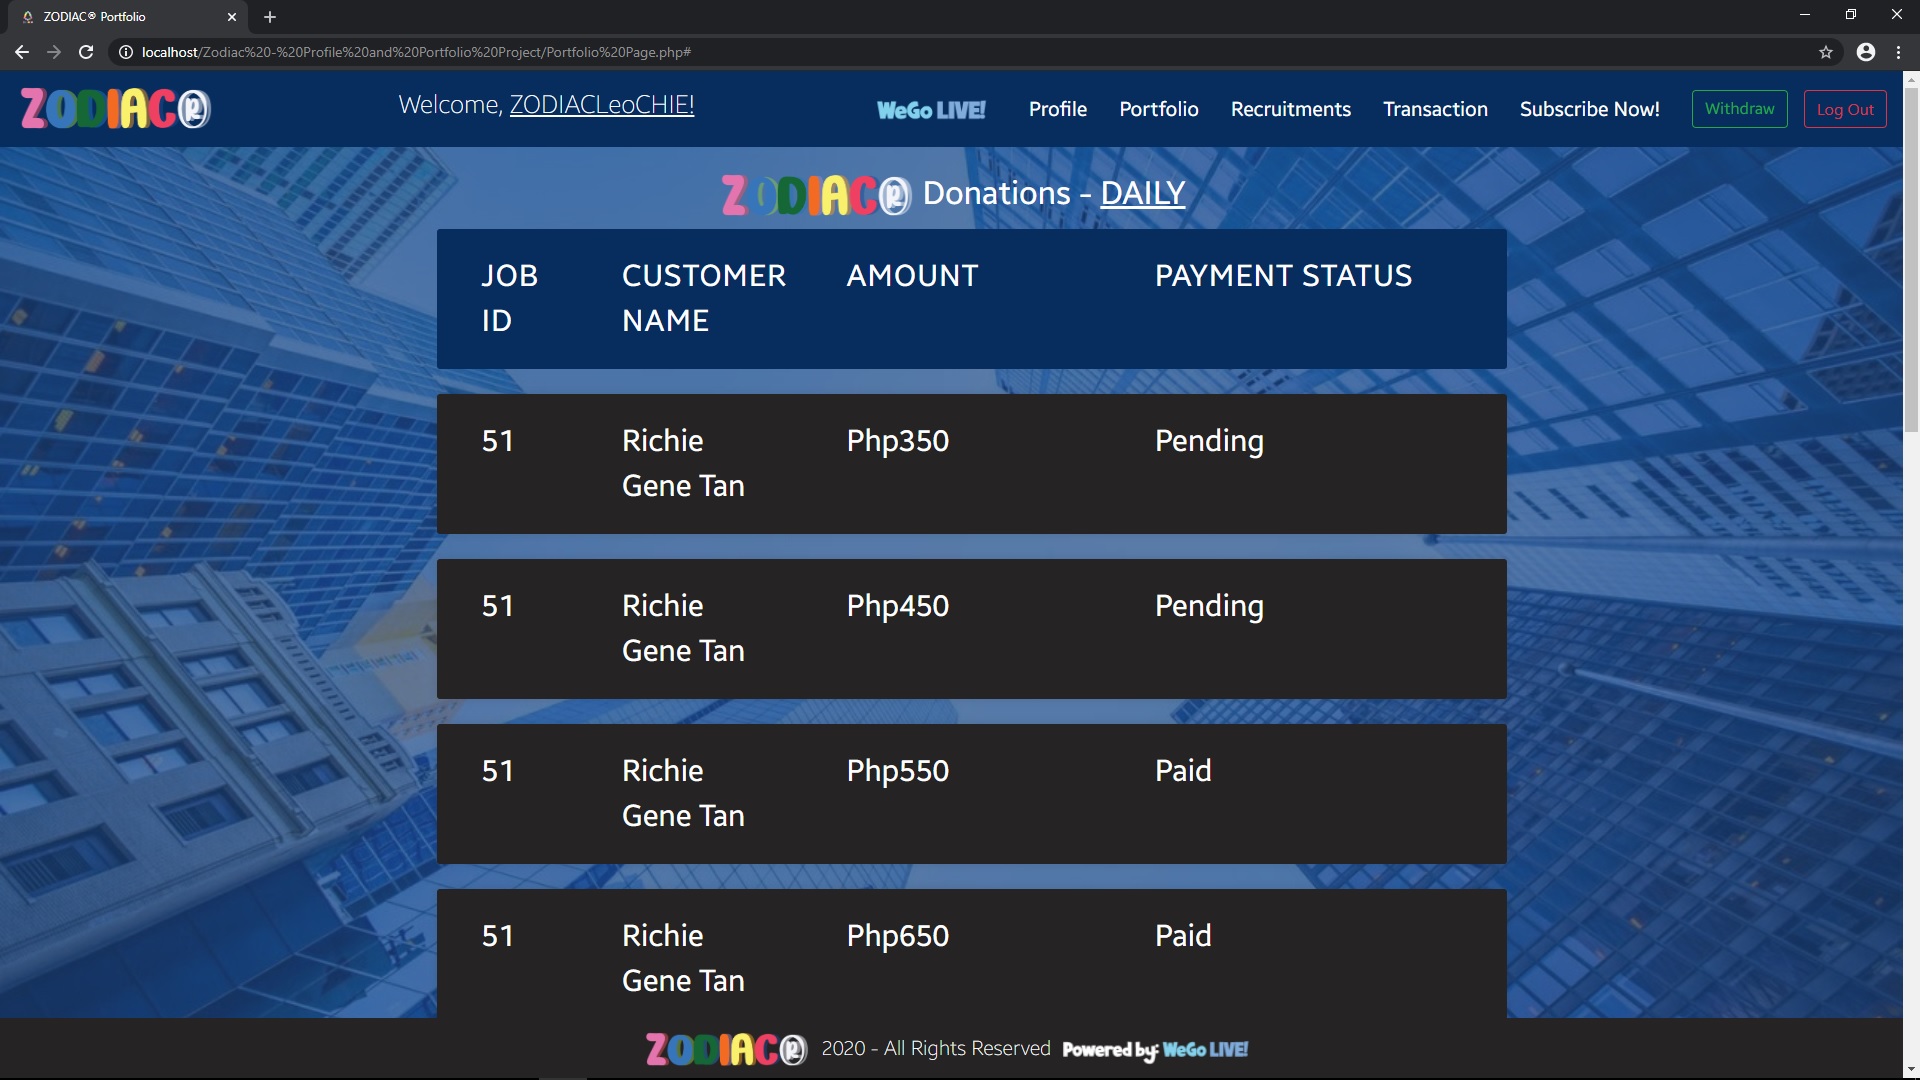 ZODIAC® Portfolio
localhost/Zodiac%20-%20Profile%20and%20Portfolio%20Project/Portfolio%20Page.php#
ZODIAC® Welcome, ZODIACLeoCHIE! WeGo LIVE! Profile Portfolio Recruitments Transaction Subscribe Now! Withdraw Log Out
ZODIAC® Donations - DAILY
JOB ID CUSTOMER NAME AMOUNT PAYMENT STATUS
51 Richie Gene Tan Php350 Pending
51 Richie Gene Tan Php450 Pending
51 Richie Gene Tan Php550 Paid
51 Richie Gene Tan Php650 Paid
ZODIAC® 2020 - All Rights Reserved Powered by: WeGo LIVE!